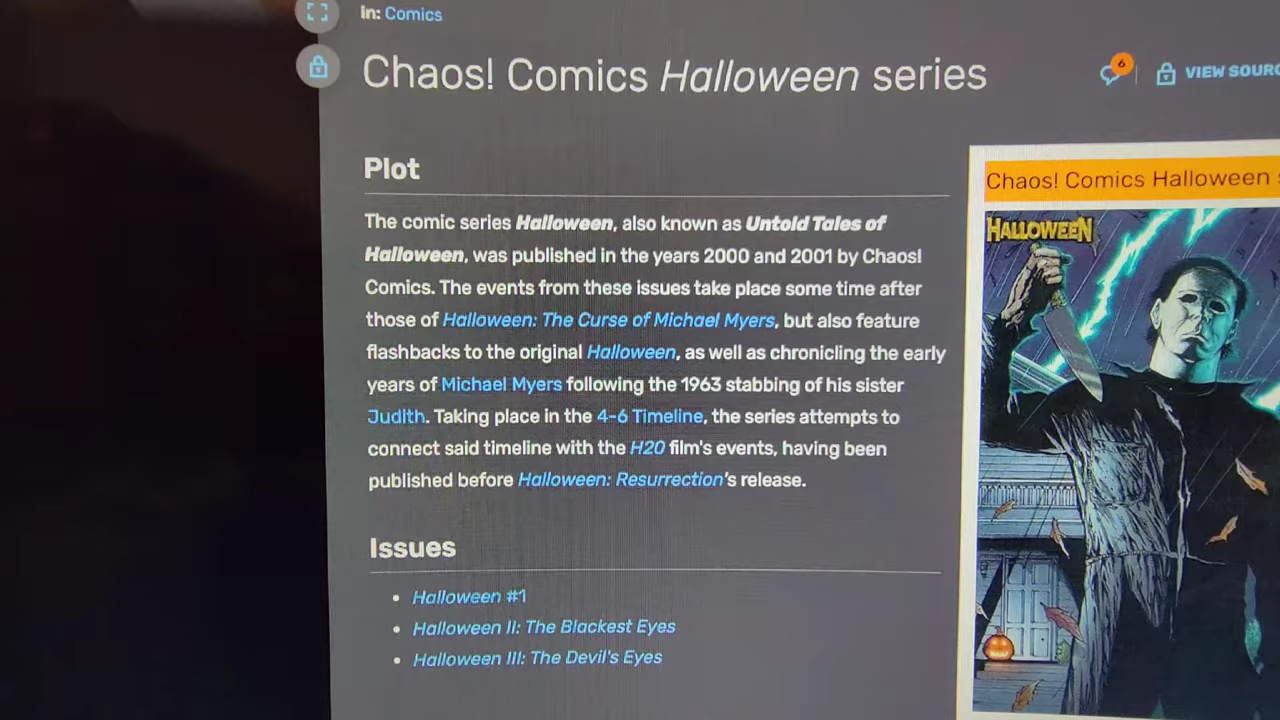 in: Comics
Chaos! Comics Halloween series
6
VIEW SOURC
Plot
The comic series Halloween, also known as Untold Tales of
Halloween, was published in the years 2000 and 2001 by Chaos!
Comics. The events from these issues take place some time after
those of Halloween: The Curse of Michael Myers, but also feature
flashbacks to the original Halloween, as well as chronicling the early
years of Michael Myers following the 1963 stabbing of his sister
Judith. Taking place in the 4-6 Timeline, the series attempts to
connect said timeline with the H20 film's events, having been
published before Halloween: Resurrection's release.
Issues
• Halloween #1
• Halloween II: The Blackest Eyes
• Halloween III: The Devil's Eyes
Chaos! Comics Halloween s
HALLOWEEN